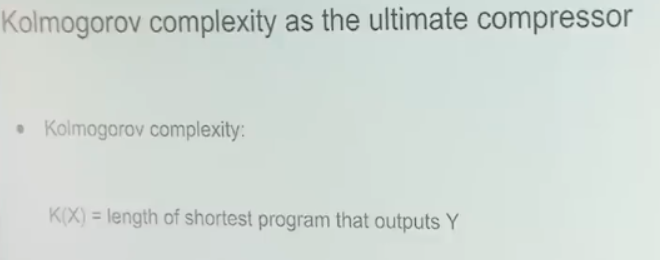 Kolmogorov complexity as the ultimate compressor
• Kolmogorov complexity:
K(X) = length of shortest program that outputs Y